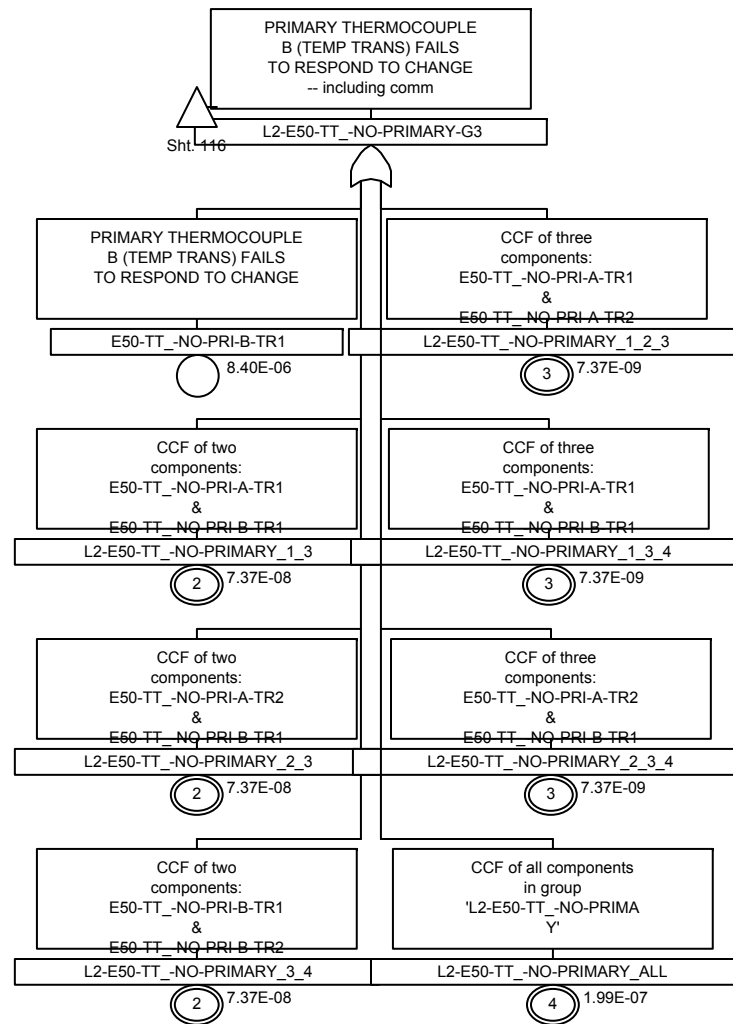 PRIMARY THERMOCOUPLE
B (TEMP TRANS) FAILS
TO RESPOND TO CHANGE
-- including comm
L2-E50-TT_-NO-PRIMARY-G3
Sht. 116
PRIMARY THERMOCOUPLE
B (TEMP TRANS) FAILS
TO RESPOND TO CHANGE
E50-TT_-NO-PRI-B-TR1
8.40E-06
CCF of three
components:
E50-TT_-NO-PRI-A-TR1
&
E50-TT_-NO-PRI-A-TR2
L2-E50-TT_-NO-PRIMARY_1_2_3
3
7.37E-09
CCF of two
components:
E50-TT_-NO-PRI-A-TR1
&
E50-TT_-NO-PRI-B-TR1
L2-E50-TT_-NO-PRIMARY_1_3
2
7.37E-08
CCF of three
components:
E50-TT_-NO-PRI-A-TR1
&
E50-TT_-NO-PRI-B-TR1
L2-E50-TT_-NO-PRIMARY_1_3_4
3
7.37E-09
CCF of two
components:
E50-TT_-NO-PRI-A-TR2
&
E50-TT_-NO-PRI-B-TR1
L2-E50-TT_-NO-PRIMARY_2_3
2
7.37E-08
CCF of three
components:
E50-TT_-NO-PRI-A-TR2
&
E50-TT_-NO-PRI-B-TR1
L2-E50-TT_-NO-PRIMARY_2_3_4
3
7.37E-09
CCF of two
components:
E50-TT_-NO-PRI-B-TR1
&
E50-TT_-NO-PRI-B-TR2
L2-E50-TT_-NO-PRIMARY_3_4
2
7.37E-08
CCF of all components
in group
'L2-E50-TT_-NO-PRIMA
Y'
L2-E50-TT_-NO-PRIMARY_ALL
4
1.99E-07